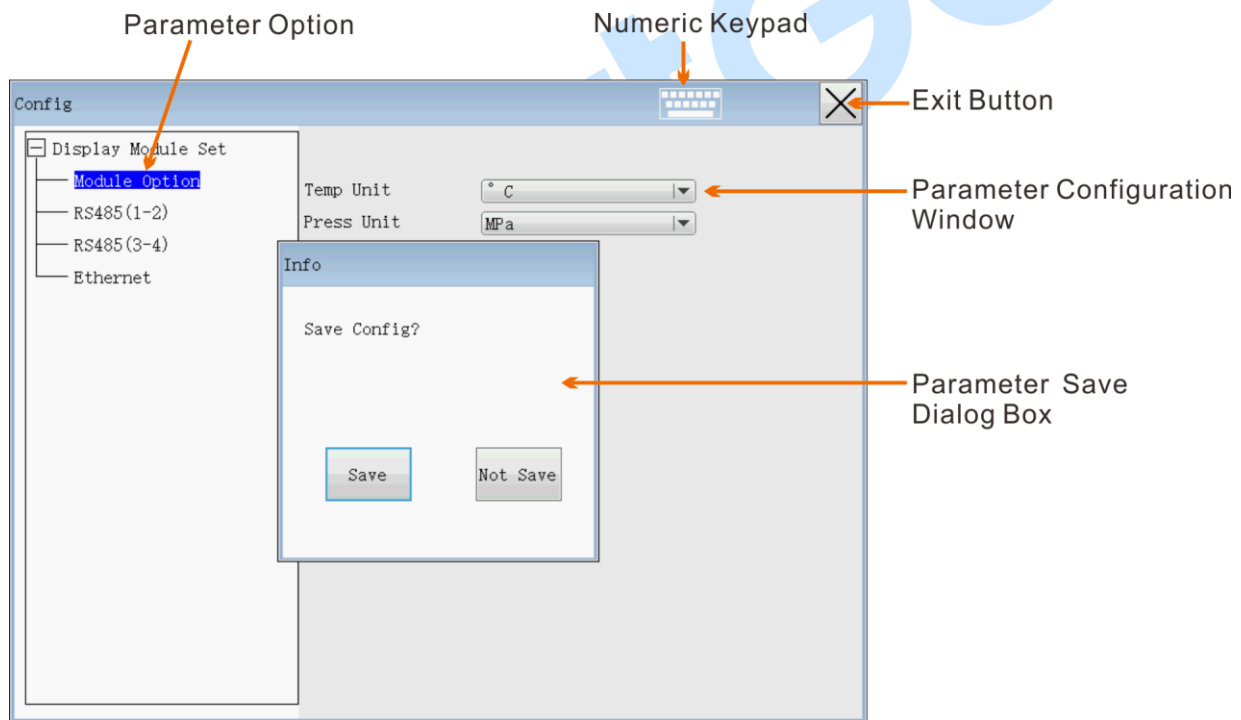 Parameter Option
Numeric Keypad
Config
Exit Button
Display Module Set
Module Option
Temp Unit
° C
Parameter Configuration
Window
RS485(1-2)
Press Unit
MPa
RS485(3-4)
Ethernet
Info
Save Config?
Parameter Save
Dialog Box
Save
Not Save